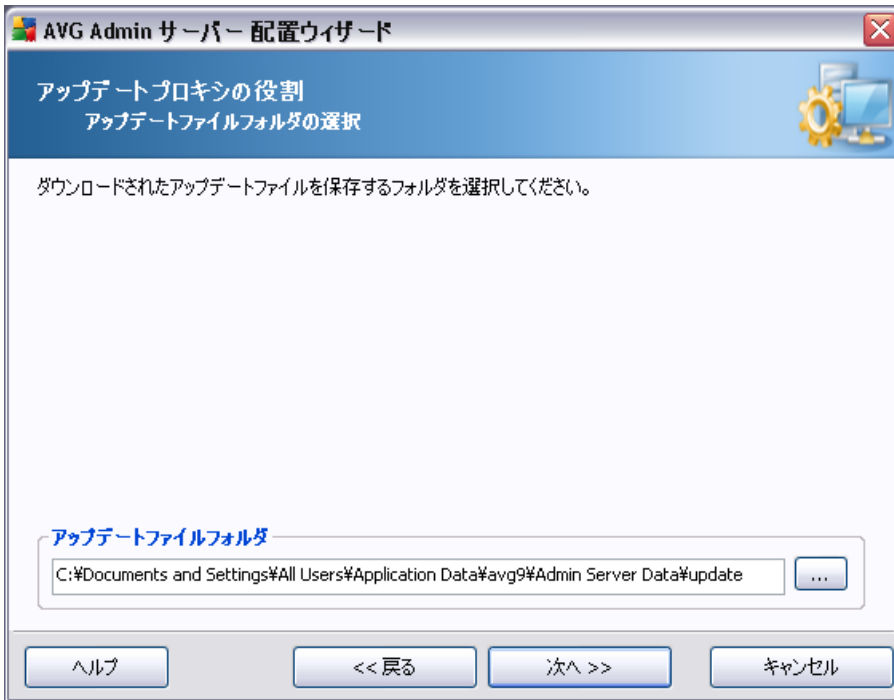 AVG Admin サーバー 配置ウィザード
アップデートプロキシの役割
アップデートファイルフォルダの選択
ダウンロードされたアップデートファイルを保存するフォルダを選択してください。
アップデートファイルフォルダ
C:¥Documents and Settings¥All Users¥Application Data¥avg9¥Admin Server Data¥update
...
ヘルプ
<< 戻る
次へ >>
キャンセル